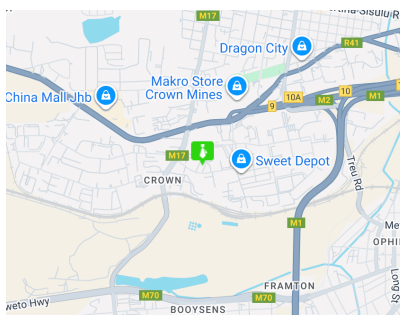 M17
Dragon City
R41
Makro Store
Crown Mines
China Mall Jhb
10A
M2
10
M1
9
M17
Sweet Depot
CROWN
Treu Rd
M1
OPHI
Long St
FRAMTON
weto Hwy
M70
M70
BOOYSENS